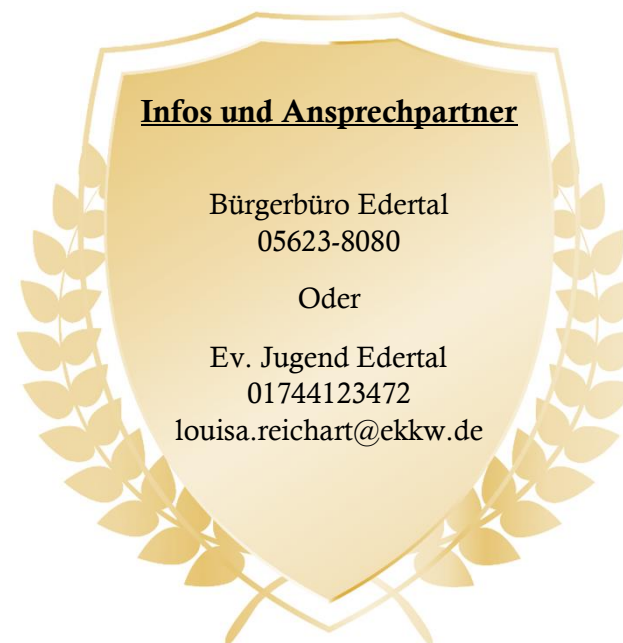 Infos und Ansprechpartner
Bürgerbüro Edertal
05623-8080
Oder
Ev. Jugend Edertal
01744123472
louisa.reichart@ekkw.de